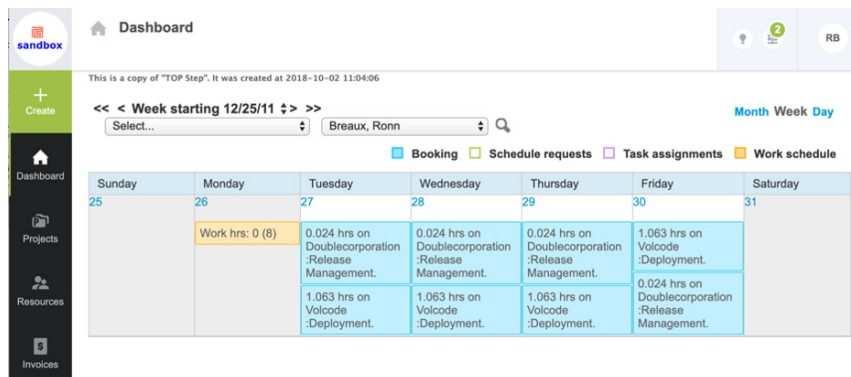 sandbox
Dashboard
2
RB
This is a copy of "TOP Step". It was created at 2018-10-02 11:04:06
Create
<< < Week starting 12/25/11 > >>
Month Week Day
Select...
Breaux, Ronn
Booking Schedule requests Task assignments Work schedule
Dashboard
Projects
Resources
Invoices
Sunday Monday Tuesday Wednesday Thursday Friday Saturday
25 26 27 28 29 30 31
Work hrs: 0 (8)
0.024 hrs on
Doublecorporation
:Release
Management.
1.063 hrs on
Volcode
:Deployment.
0.024 hrs on
Doublecorporation
:Release
Management.
1.063 hrs on
Volcode
:Deployment.
0.024 hrs on
Doublecorporation
:Release
Management.
1.063 hrs on
Volcode
:Deployment.
1.063 hrs on
Volcode
:Deployment.
0.024 hrs on
Doublecorporation
:Release
Management.